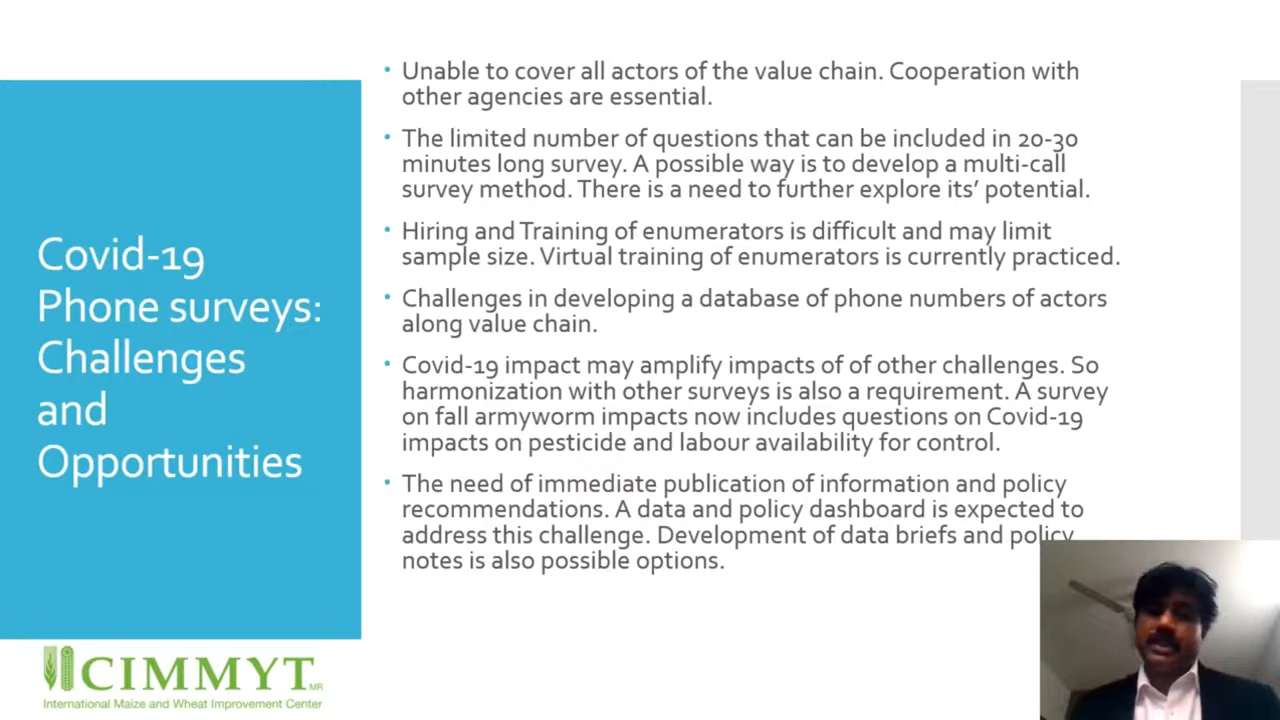 Covid-19
Phone surveys:
Challenges
and
Opportunities
• Unable to cover all actors of the value chain. Cooperation with
other agencies are essential.
• The limited number of questions that can be included in 20-30
minutes long survey. A possible way is to develop a multi-call
survey method. There is a need to further explore its' potential.
• Hiring and Training of enumerators is difficult and may limit
sample size. Virtual training of enumerators is currently practiced.
• Challenges in developing a database of phone numbers of actors
along value chain.
• Covid-19 impact may amplify impacts of of other challenges. So
harmonization with other surveys is also a requirement. A survey
on fall armyworm impacts now includes questions on Covid-19
impacts on pesticide and labour availability for control.
• The need of immediate publication of information and policy
recommendations. A data and policy dashboard is expected to
address this challenge. Development of data briefs and policy
notes is also possible options.
CIMMYT MR
International Maize and Wheat Improvement Center